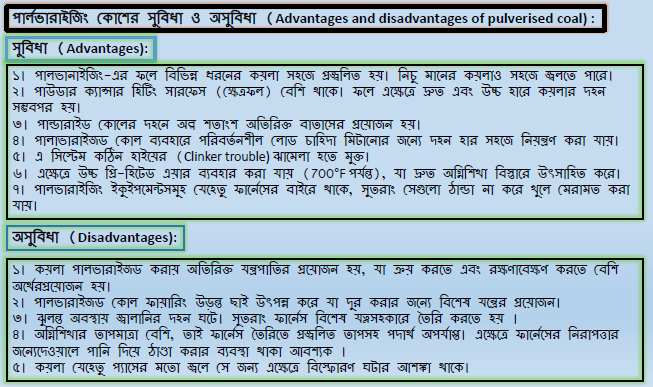 পার্লভারাইজিং কোশের সুবিধা ও অসুবিধা (Advantages and disadvantages of pulverised coal) :
সুবিধা (Advantages):
১। পালভানাইজিং-এর ফলে বিভিন্ন ধরনের কয়লা সহজে প্রজ্বলিত হয়। নিচু মানের কয়লাও সহজে জ্বলতে পারে।
২। পাউডার ক্যান্সার হিটিং সারফেস (স্ক্ষেত্রফল) বেশি থাকে। ফলে এক্ষেত্রে দ্রুত এবং উচ্চ হারে কয়লার দহন
সম্ভবপর হয়।
৩। পান্ডারাইড কোলের দহনে অল্প শতাংশ অতিরিক্ত বাতাসের প্রয়োজন হয়।
৪। পালাভারাইজড কোল ব্যবহারে পরিবর্তনশীল লোড চাহিদা মিটানোর জন্যে দহন হার সহজে নিয়ন্ত্রণ করা যায়।
৫। এ সিস্টেম কঠিন হাইয়ের (Clinker trouble) ঝামেলা হতে মুক্ত।
৬। এক্ষেত্রে উচ্চ প্রি-হিটেড এয়ার ব্যবহার করা যায় (700°F পর্যন্ত), যা দ্রুত অগ্নিশিখা বিস্তারে উৎসাহিত করে।
৭। পালভারাইজিং ইকুইপমেন্টসমূহ যেহেতু ফার্নেসের বাইরে থাকে, সুতরাং সেগুলো ঠান্ডা না করে খুলে মেরামত করা
যায়।
অসুবিধা (Disadvantages):
১। কয়লা পালভারাইজড করায় অতিরিক্ত যন্ত্রপাতির প্রয়োজন হয়, যা ক্রয় করতে এবং রক্ষণাবেক্ষণ করতে বেশি
অর্থেরপ্রয়োজন হয়।
২। পালভারাইজড কোল ফায়ারিং উড়ন্ত ছাই উৎপন্ন করে যা দূর করার জন্যে বিশেষ যন্ত্রের প্রয়োজন।
৩। ঝুলন্ত অবস্থায় জ্বালানির দহন ঘটে। সুতরাং ফার্নেস বিশেষ যত্নসহকারে তৈরি করতে হয় ।
৪। অগ্নিশিখার তাপমাত্রা বেশি, তাই ফার্নেস তৈরিতে প্রজ্বলিত তাপসহ পদার্থ অপর্যাপ্ত। এক্ষেত্রে ফার্নেসের নিরাপত্তার
জন্যেদেওয়ালে পানি দিয়ে ঠাণ্ডা করার ব্যবস্থা থাকা আবশ্যক ।
৫। কয়লা যেহেতু গ্যাসের মতো জ্বলে সে জন্য এক্ষেত্রে বিস্ফোরণ ঘটার আশঙ্কা থাকে।